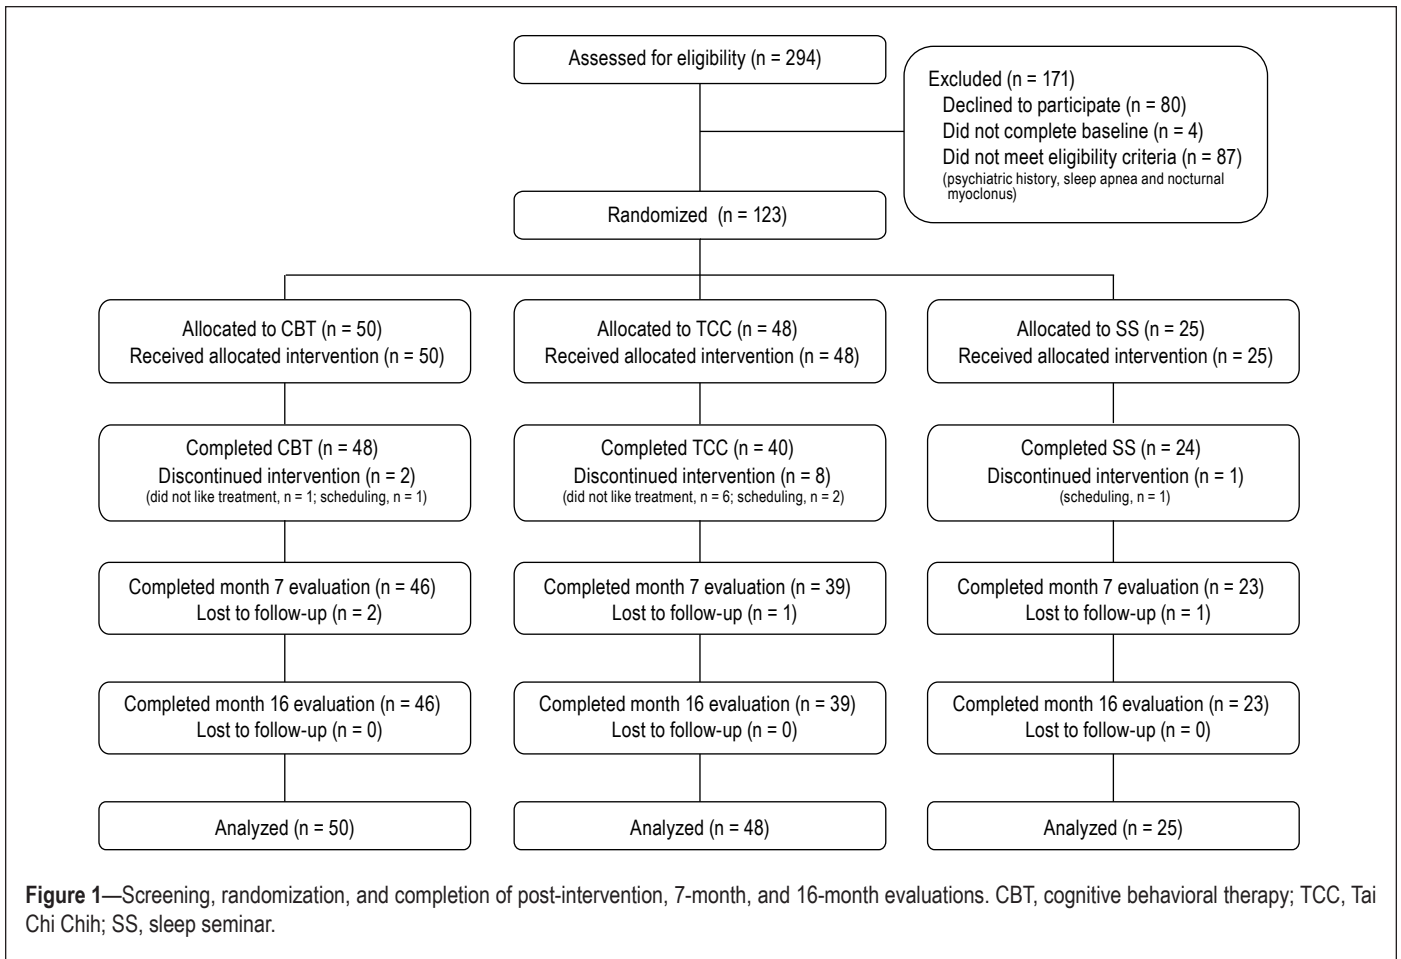 Assessed for eligibility (n = 294)
Excluded (n = 171)
Declined to participate (n = 80)
Did not complete baseline (n = 4)
Did not meet eligibility criteria (n = 87)
(psychiatric history, sleep apnea and nocturnal
myoclonus)
Randomized (n = 123)
Allocated to CBT (n = 50)
Received allocated intervention (n = 50)
Allocated to TCC (n = 48)
Received allocated intervention (n = 48)
Allocated to SS (n = 25)
Received allocated intervention (n = 25)
Completed CBT (n = 48)
Discontinued intervention (n = 2)
(did not like treatment, n = 1; scheduling, n = 1)
Completed TCC (n = 40)
Discontinued intervention (n = 8)
(did not like treatment, n = 6; scheduling, n = 2)
Completed SS (n = 24)
Discontinued intervention (n = 1)
(scheduling, n = 1)
Completed month 7 evaluation (n = 46)
Lost to follow-up (n = 2)
Completed month 7 evaluation (n = 39)
Lost to follow-up (n = 1)
Completed month 7 evaluation (n = 23)
Lost to follow-up (n = 1)
Completed month 16 evaluation (n = 46)
Lost to follow-up (n = 0)
Completed month 16 evaluation (n = 39)
Lost to follow-up (n = 0)
Completed month 16 evaluation (n = 23)
Lost to follow-up (n = 0)
Analyzed (n = 50)
Analyzed (n = 48)
Analyzed (n = 25)
Figure 1—Screening, randomization, and completion of post-intervention, 7-month, and 16-month evaluations. CBT, cognitive behavioral therapy; TCC, Tai
Chi Chih; SS, sleep seminar.